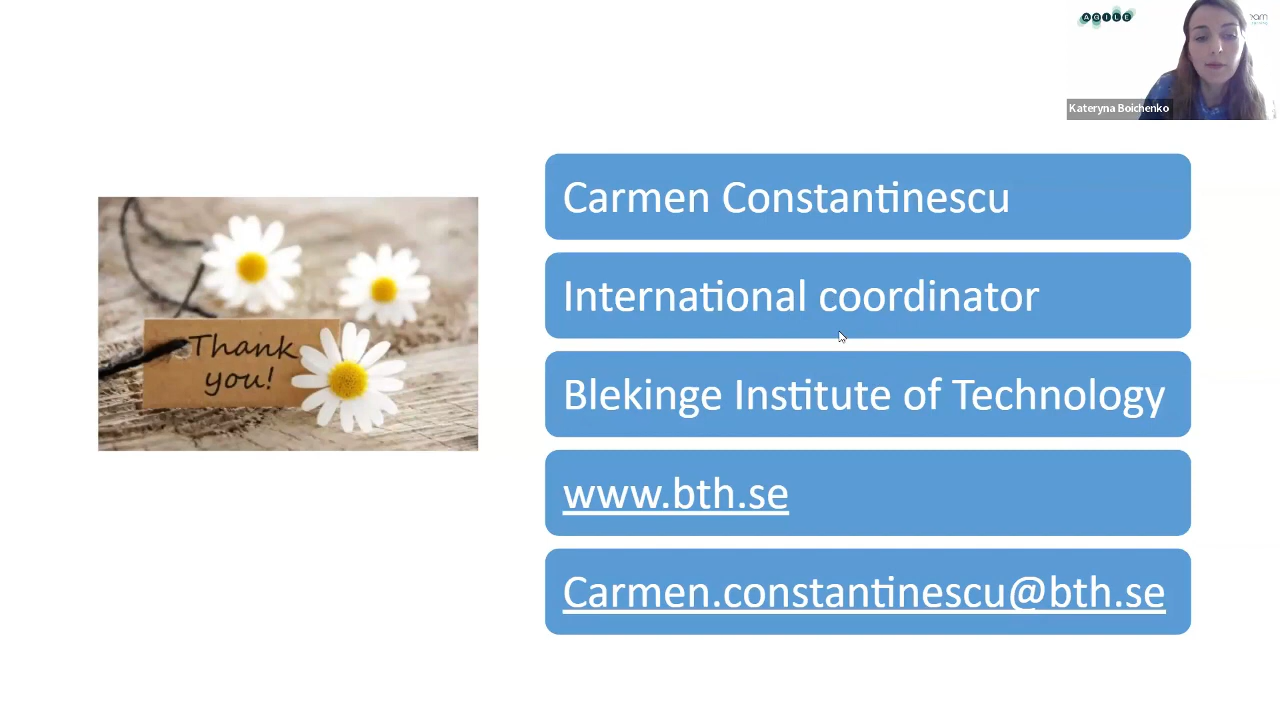 AGILE
Kateryna Boichenko
Carmen Constantinescu
International coordinator
Thank
you!
Blekinge Institute of Technology
www.bth.se
Carmen.constantinescu@bth.se